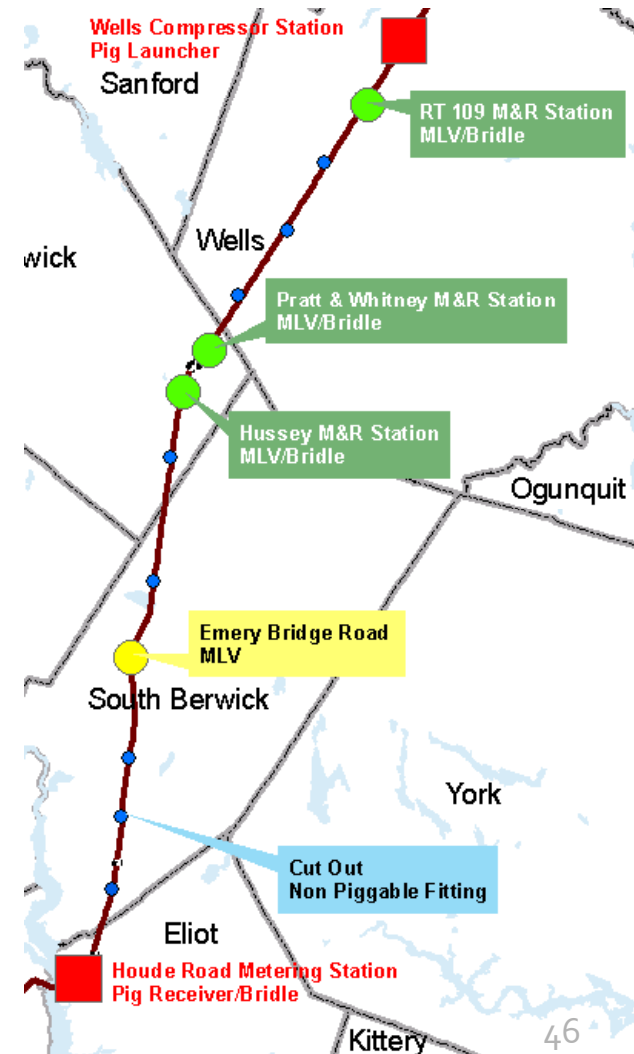 Wells Compressor Station
Pig Launcher
Sanford
RT 109 M&R Station
MLV/Bridle
Wells
wick
Pratt & Whitney M&R Station
MLV/Bridle
Hussey M&R Station
MLV/Bridle
Ogunquit
Emery Bridge Road
MLV
South Berwick
York
Cut Out
Non Piggable Fitting
Eliot
Houde Road Metering Station
Pig Receiver/Bridle
Kittery
46